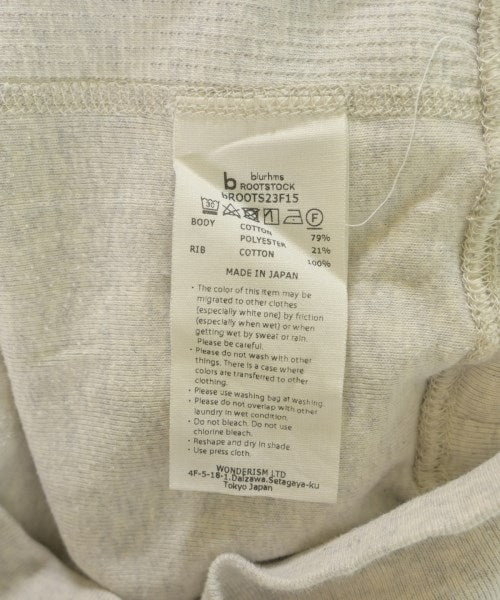 blurhms
b ROOTSTOCK
bROOTS23F15
30 F
BODY COTTON 79%
POLYESTER 21%
RIB COTTON 100%
MADE IN JAPAN
・The color of this item may be
migrated to other clothes
(especially white one) by friction
(especially when wet) or when
getting wet by sweat or rain.
Please be careful.
・Please do not wash with other
things. There is a case where
colors are transferred to other
clothing.
・Please use washing bag at washing.
・Please do not overlap with other
laundry in wet condition.
・Do not bleach. Do not use
chlorine bleach.
・Reshape and dry in shade.
・Use press cloth.
WONDERISM LTD
4F-5-18-1.Daizawa.Setagaya-ku
Tokyo Japan